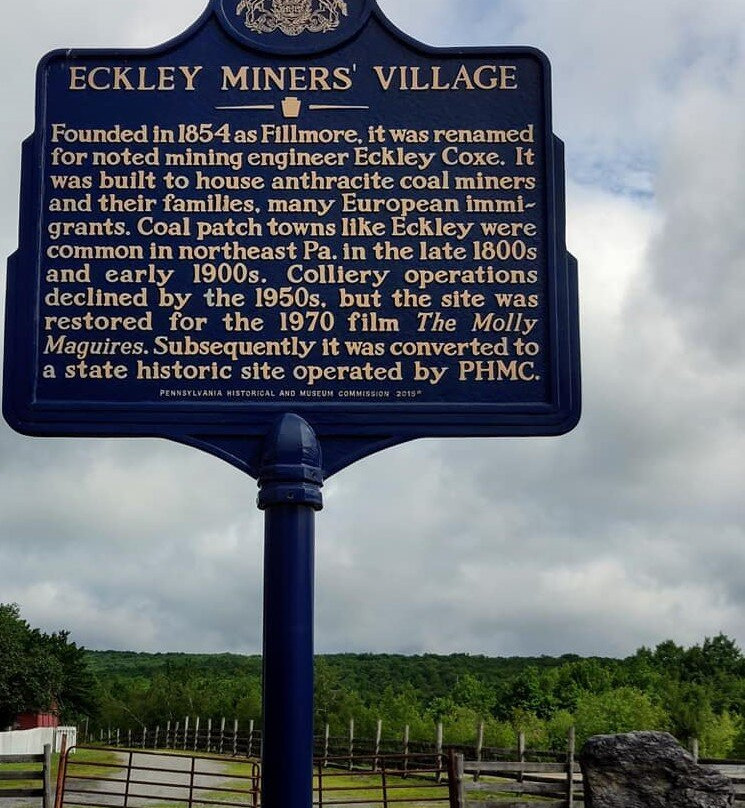 ECKLEY MINERS' VILLAGE
Founded in 1854 as Fillmore, it was renamed
for noted mining engineer Eckley Coxe. It
was built to house anthracite coal miners
and their families, many European immi-
grants. Coal patch towns like Eckley were
common in northeast Pa. in the late 1800s
and early 1900s. Colliery operations
declined by the 1950s, but the site was
restored for the 1970 film The Molly
Maguires. Subsequently it was converted to
a state historic site operated by PHMC.
PENNSYLVANIA HISTORICAL AND MUSEUM COMMISSION 2015